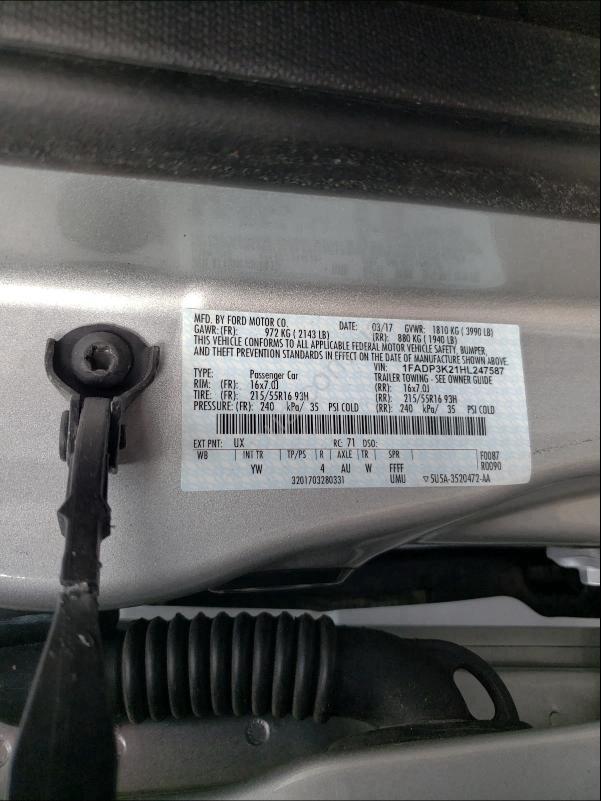 MFD. BY FORD MOTOR CO. DATE: 03/17 GVWR: 1810 KG ( 3990 LB)
GAWR: (FR): 972 KG ( 2143 LB) (RR): 880 KG ( 1940 LB)
THIS VEHICLE CONFORMS TO ALL APPLICABLE FEDERAL MOTOR VEHICLE SAFETY, BUMPER,
AND THEFT PREVENTION STANDARDS IN EFFECT ON THE DATE OF MANUFACTURE SHOWN ABOVE.
VIN: 1FADP3K21HL247587
TYPE: Passenger Car TRAILER TOWING - SEE OWNER GUIDE
RIM: (FR): 16x7.0J (RR): 16x7.0J
TIRE: (FR): 215/55R16 93H (RR): 215/55R16 93H
PRESSURE: (FR): 240 kPa/ 35 PSI COLD (RR): 240 kPa/ 35 PSI COLD
EXT PNT: UX RC: 71 DSO:
WB INT TR TP/PS R AXLE TR SPR F0087
YW 4 AU W FFFF R0090
3201703280331 UMU ▽5U5A-3520472-AA